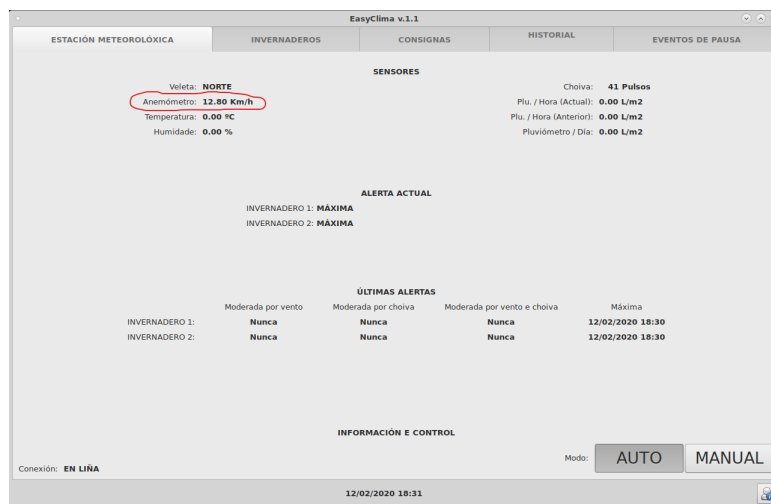 EasyClima v.1.1
ESTACIÓN METEOROLÓXICA INVERNADEROS CONSIGNAS HISTORIAL EVENTOS DE PAUSA
SENSORES
Veleta: NORTE Choiva: 41 Pulsos
Anemómetro: 12.80 Km/h Plu. / Hora (Actual): 0.00 L/m2
Temperatura: 0.00 ºC Plu. / Hora (Anterior): 0.00 L/m2
Humidade: 0.00 % Pluviómetro / Día: 0.00 L/m2
ALERTA ACTUAL
INVERNADERO 1: MÁXIMA
INVERNADERO 2: MÁXIMA
ÚLTIMAS ALERTAS
Moderada por vento Moderada por choiva Moderada por vento e choiva Máxima
INVERNADERO 1: Nunca Nunca Nunca 12/02/2020 18:30
INVERNADERO 2: Nunca Nunca Nunca 12/02/2020 18:30
INFORMACIÓN E CONTROL
Modo: AUTO MANUAL
Conexión: EN LIÑA
12/02/2020 18:31